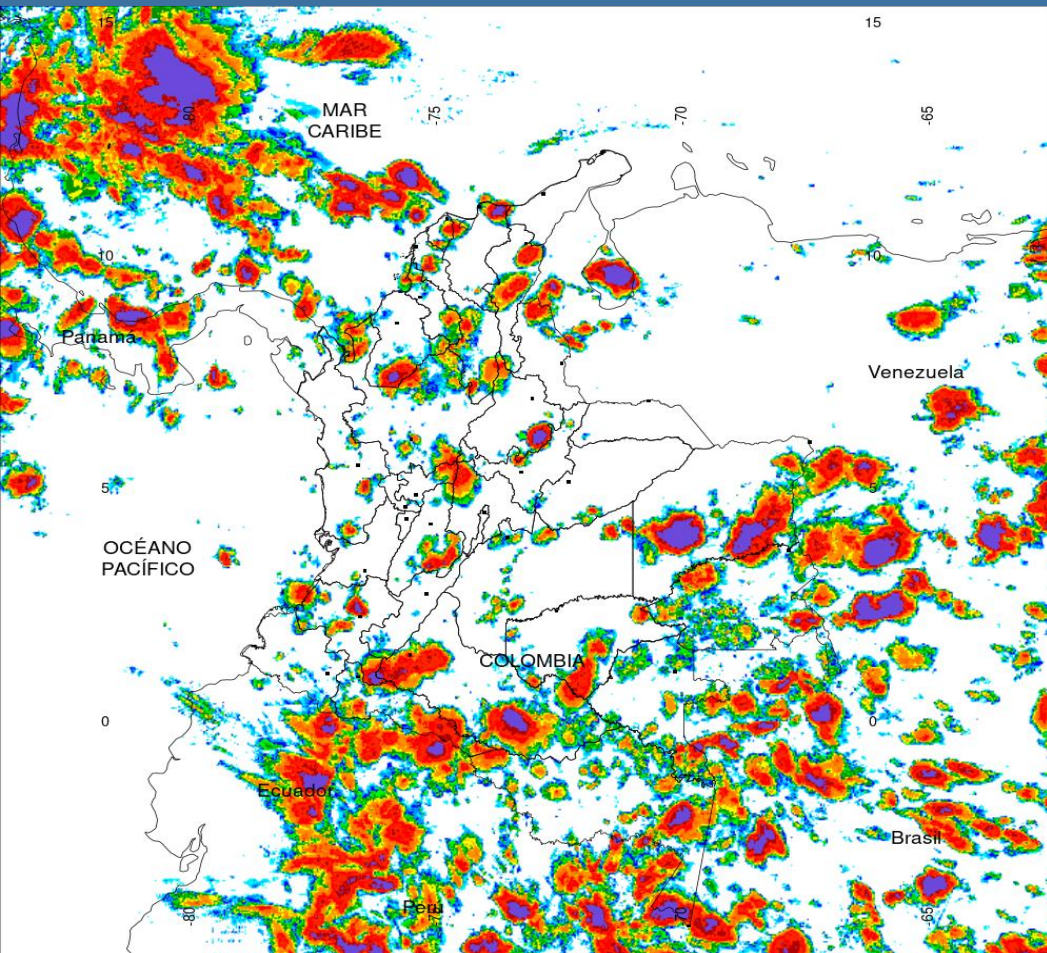 15
15
-80
MAR
CARIBE
-75
-70
-65
10
10
Panamá
Venezuela
5
5
OCÉANO
PACÍFICO
COLOMBIA
0
0
Ecuador
Brasil
-80
Perú
-75
-70
-65